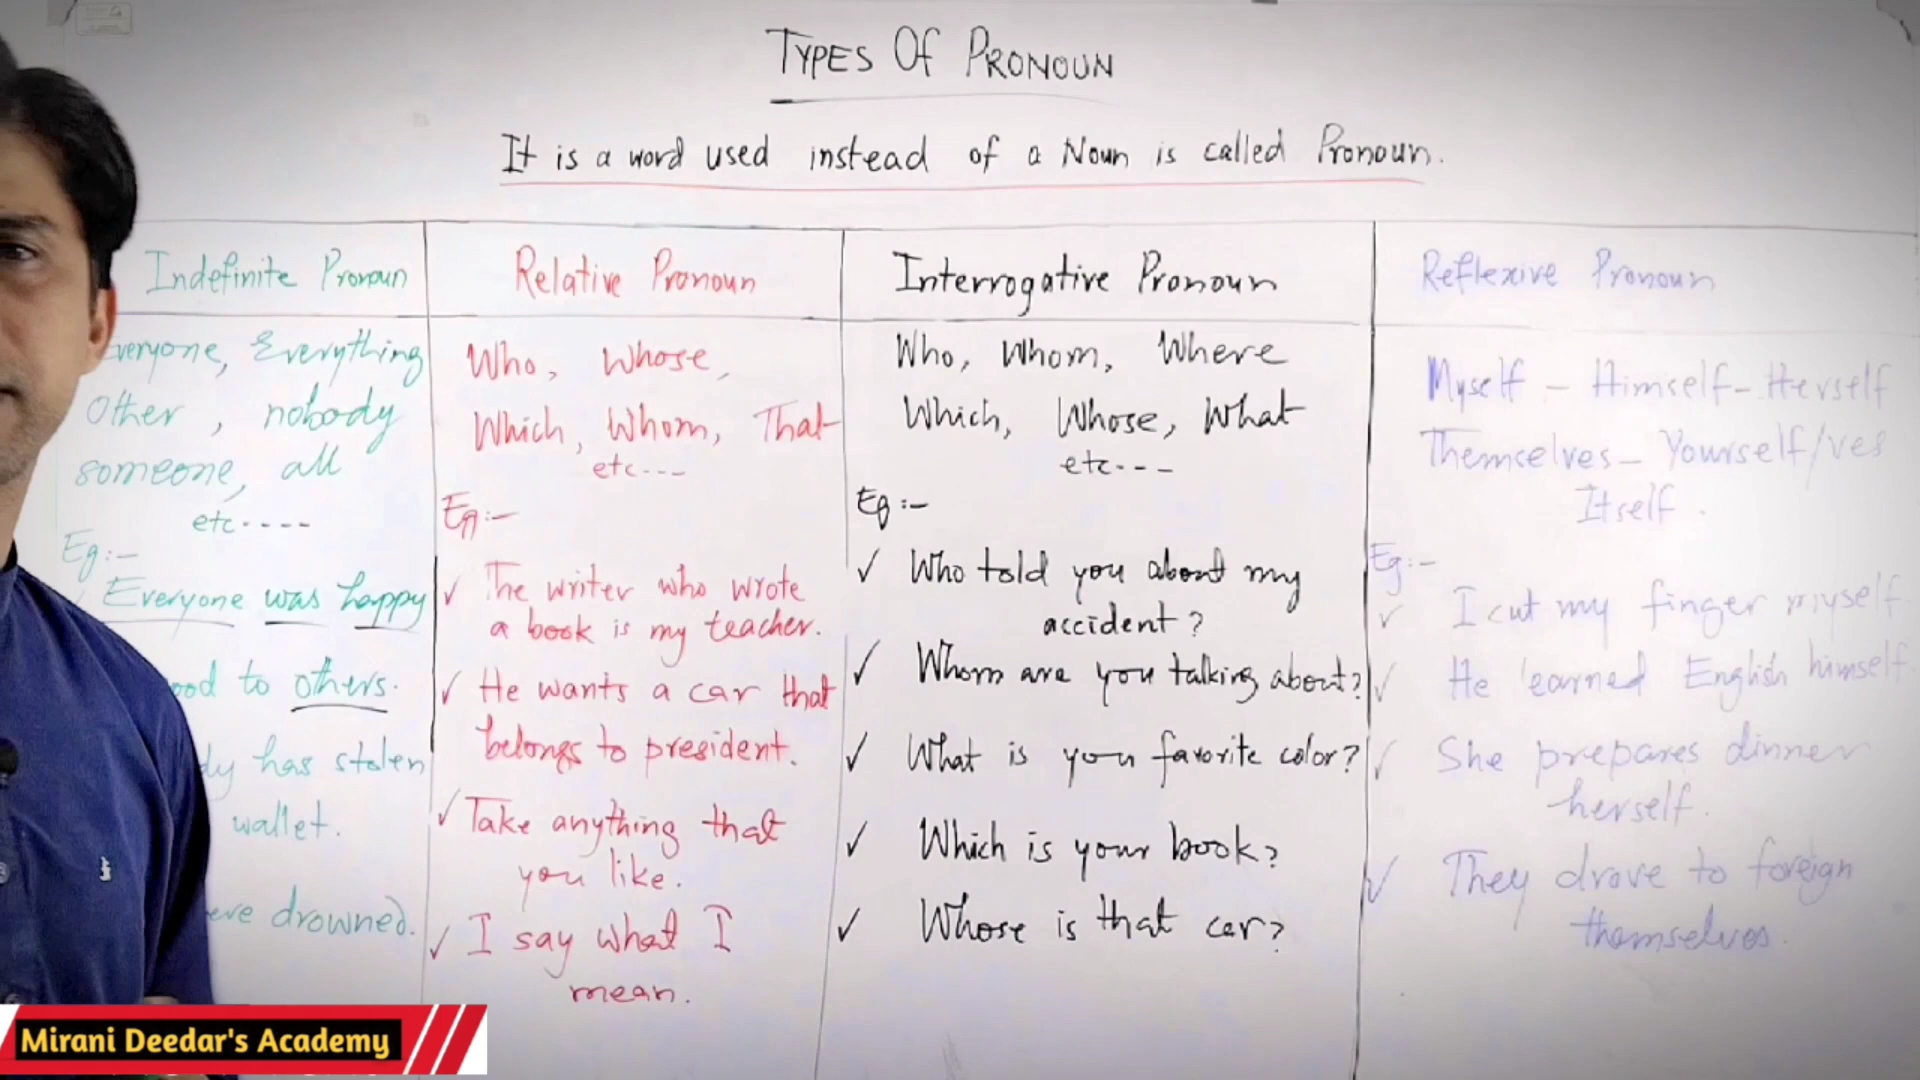 TYPES OF PRONOUN
It is a word used instead of a Noun is called Pronoun.
Indefinite Pronoun
veryone, Everything
Other, nobody
someone, all
etc.----
Eg:-
Everyone was happy
ood to others.
dy has stolen
wallet.
ere drowned.
Relative Pronoun
Who, Whose,
Which, Whom, That
etc---
Eg:-
✓ The writer who wrote
a book is my teacher.
✓ He wants a car that
belongs to president.
✓ Take anything that
you like.
✓ I say what I
mean.
Interrogative Pronoun
Who, Whom, Where
Which, Whose, What
etc---
Eg:-
✓ Who told you about my
accident?
✓ Whom are you talking about?
✓ What is you favorite color?
✓ Which is your book?
✓ Whose is that car?
Reflexive Pronoun
Myself - Himself - Herself
Themselves - Yourself/ves
Itself.
Eg:-
✓ I cut my finger myself.
✓ He earned English himself.
✓ She prepares dinner
herself.
✓ They drove to foreign
themselves.
Mirani Deedar's Academy